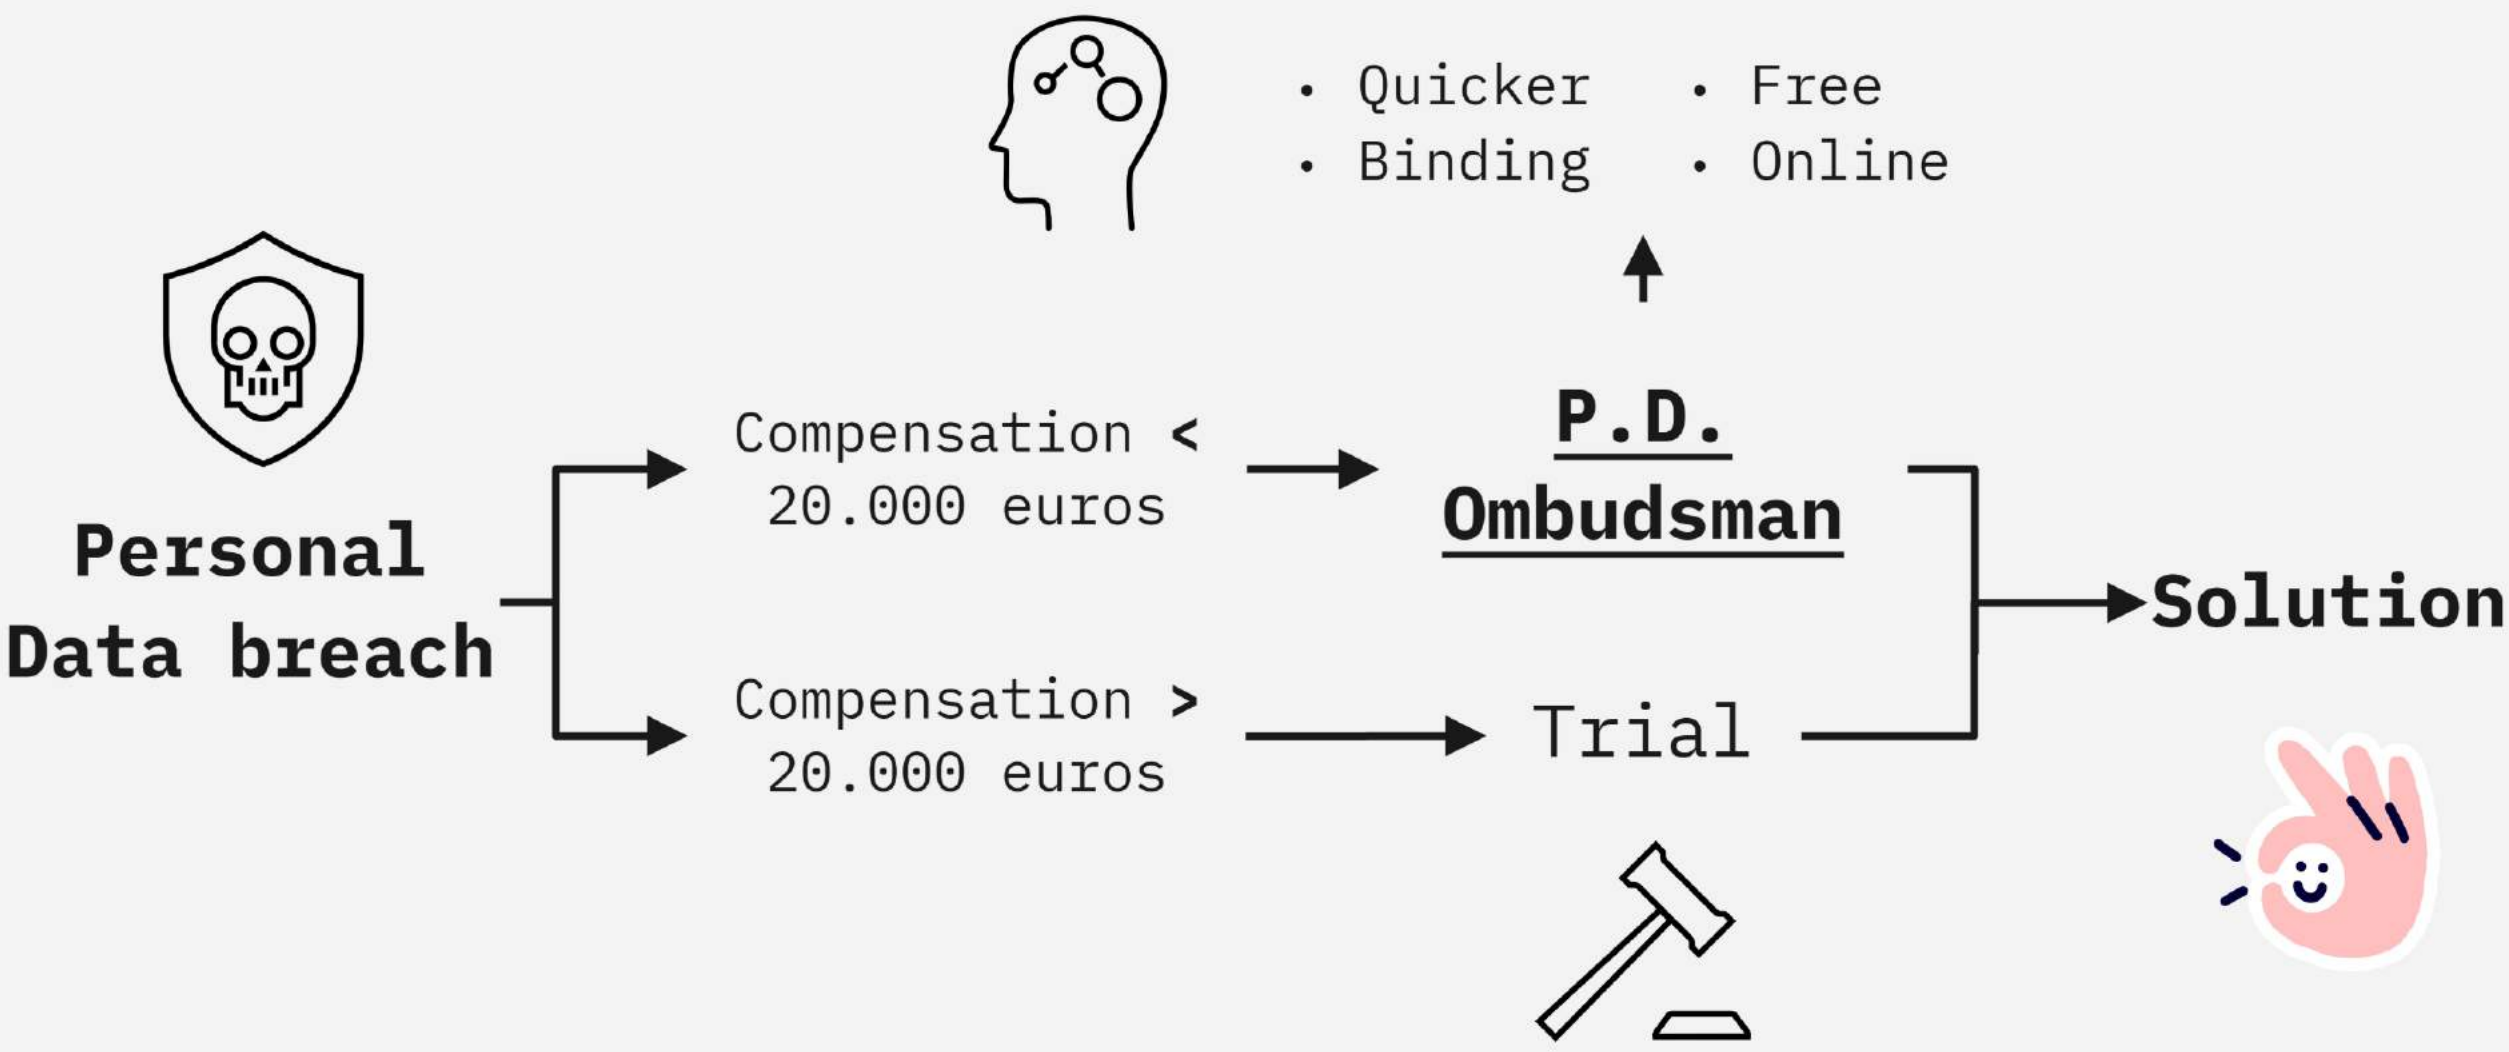 • Quicker • Free
• Binding • Online
Personal
Data breach
Compensation <
20.000 euros
P.D.
Ombudsman
Compensation >
20.000 euros
Trial
Solution